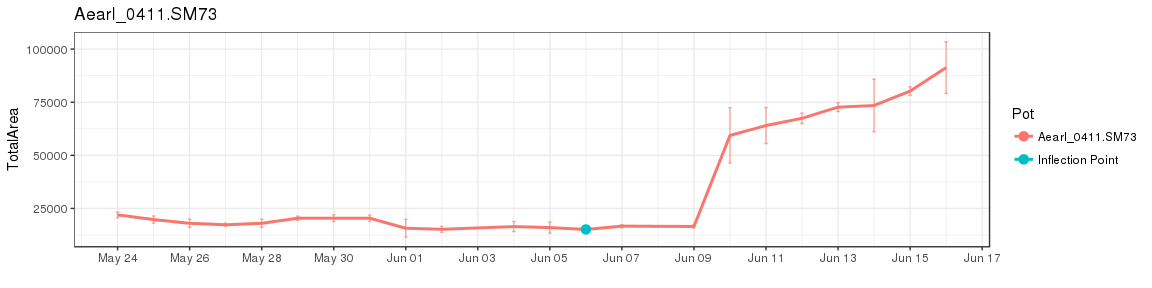 Aearl_0411.SM73
100000
75000
50000
25000
TotalArea
May 24 May 26 May 28 May 30 Jun 01 Jun 03 Jun 05 Jun 07 Jun 09 Jun 11 Jun 13 Jun 15 Jun 17
Pot
Aearl_0411.SM73
Inflection Point